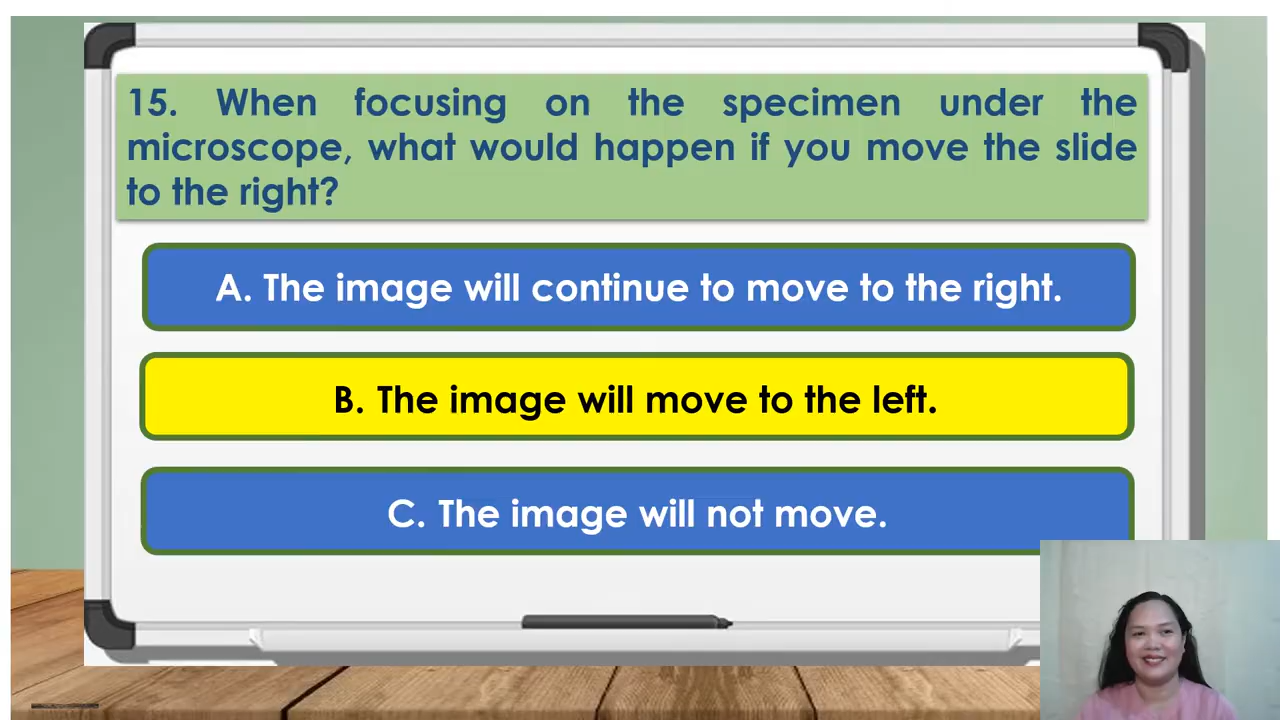 15. When focusing on the specimen under the
microscope, what would happen if you move the slide
to the right?
A. The image will continue to move to the right.
B. The image will move to the left.
C. The image will not move.